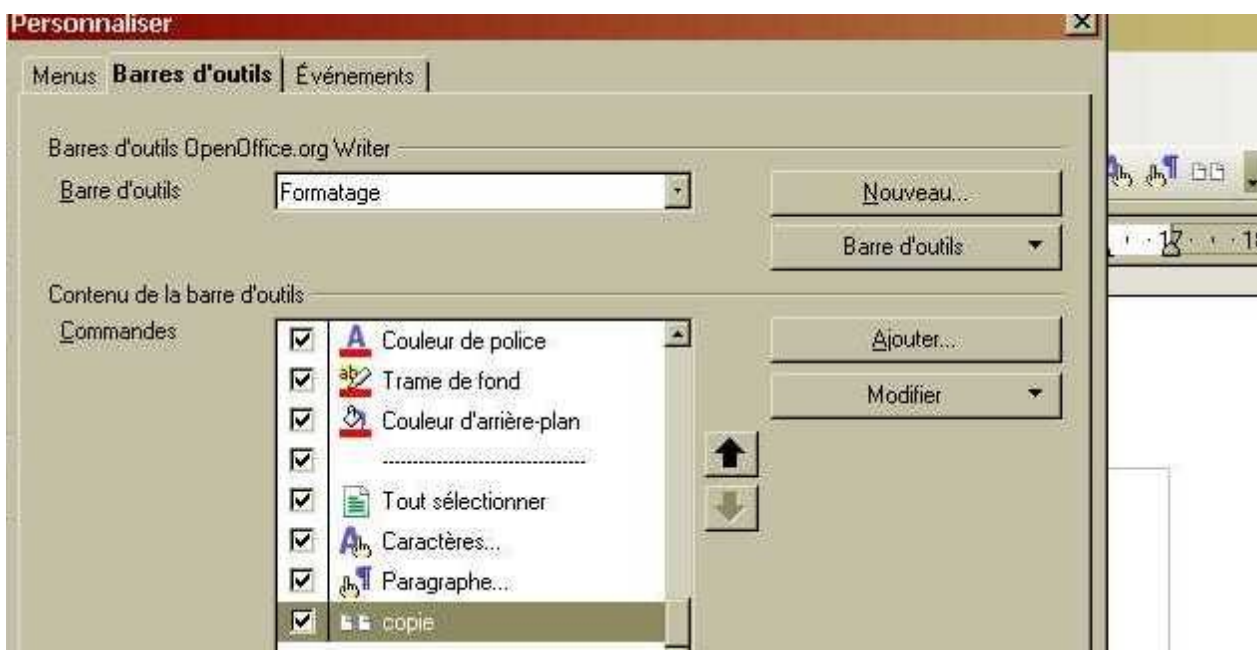 Personnaliser
Menus Barres d'outils Événements
Barres d'outils OpenOffice.org Writer
Barre d'outils Formatage Nouveau...
Barre d'outils
Contenu de la barre d'outils
Commandes Couleur de police Ajouter...
Trame de fond Modifier
Couleur d'arrière-plan
Tout sélectionner
Caractères...
Paragraphe...
copie
17